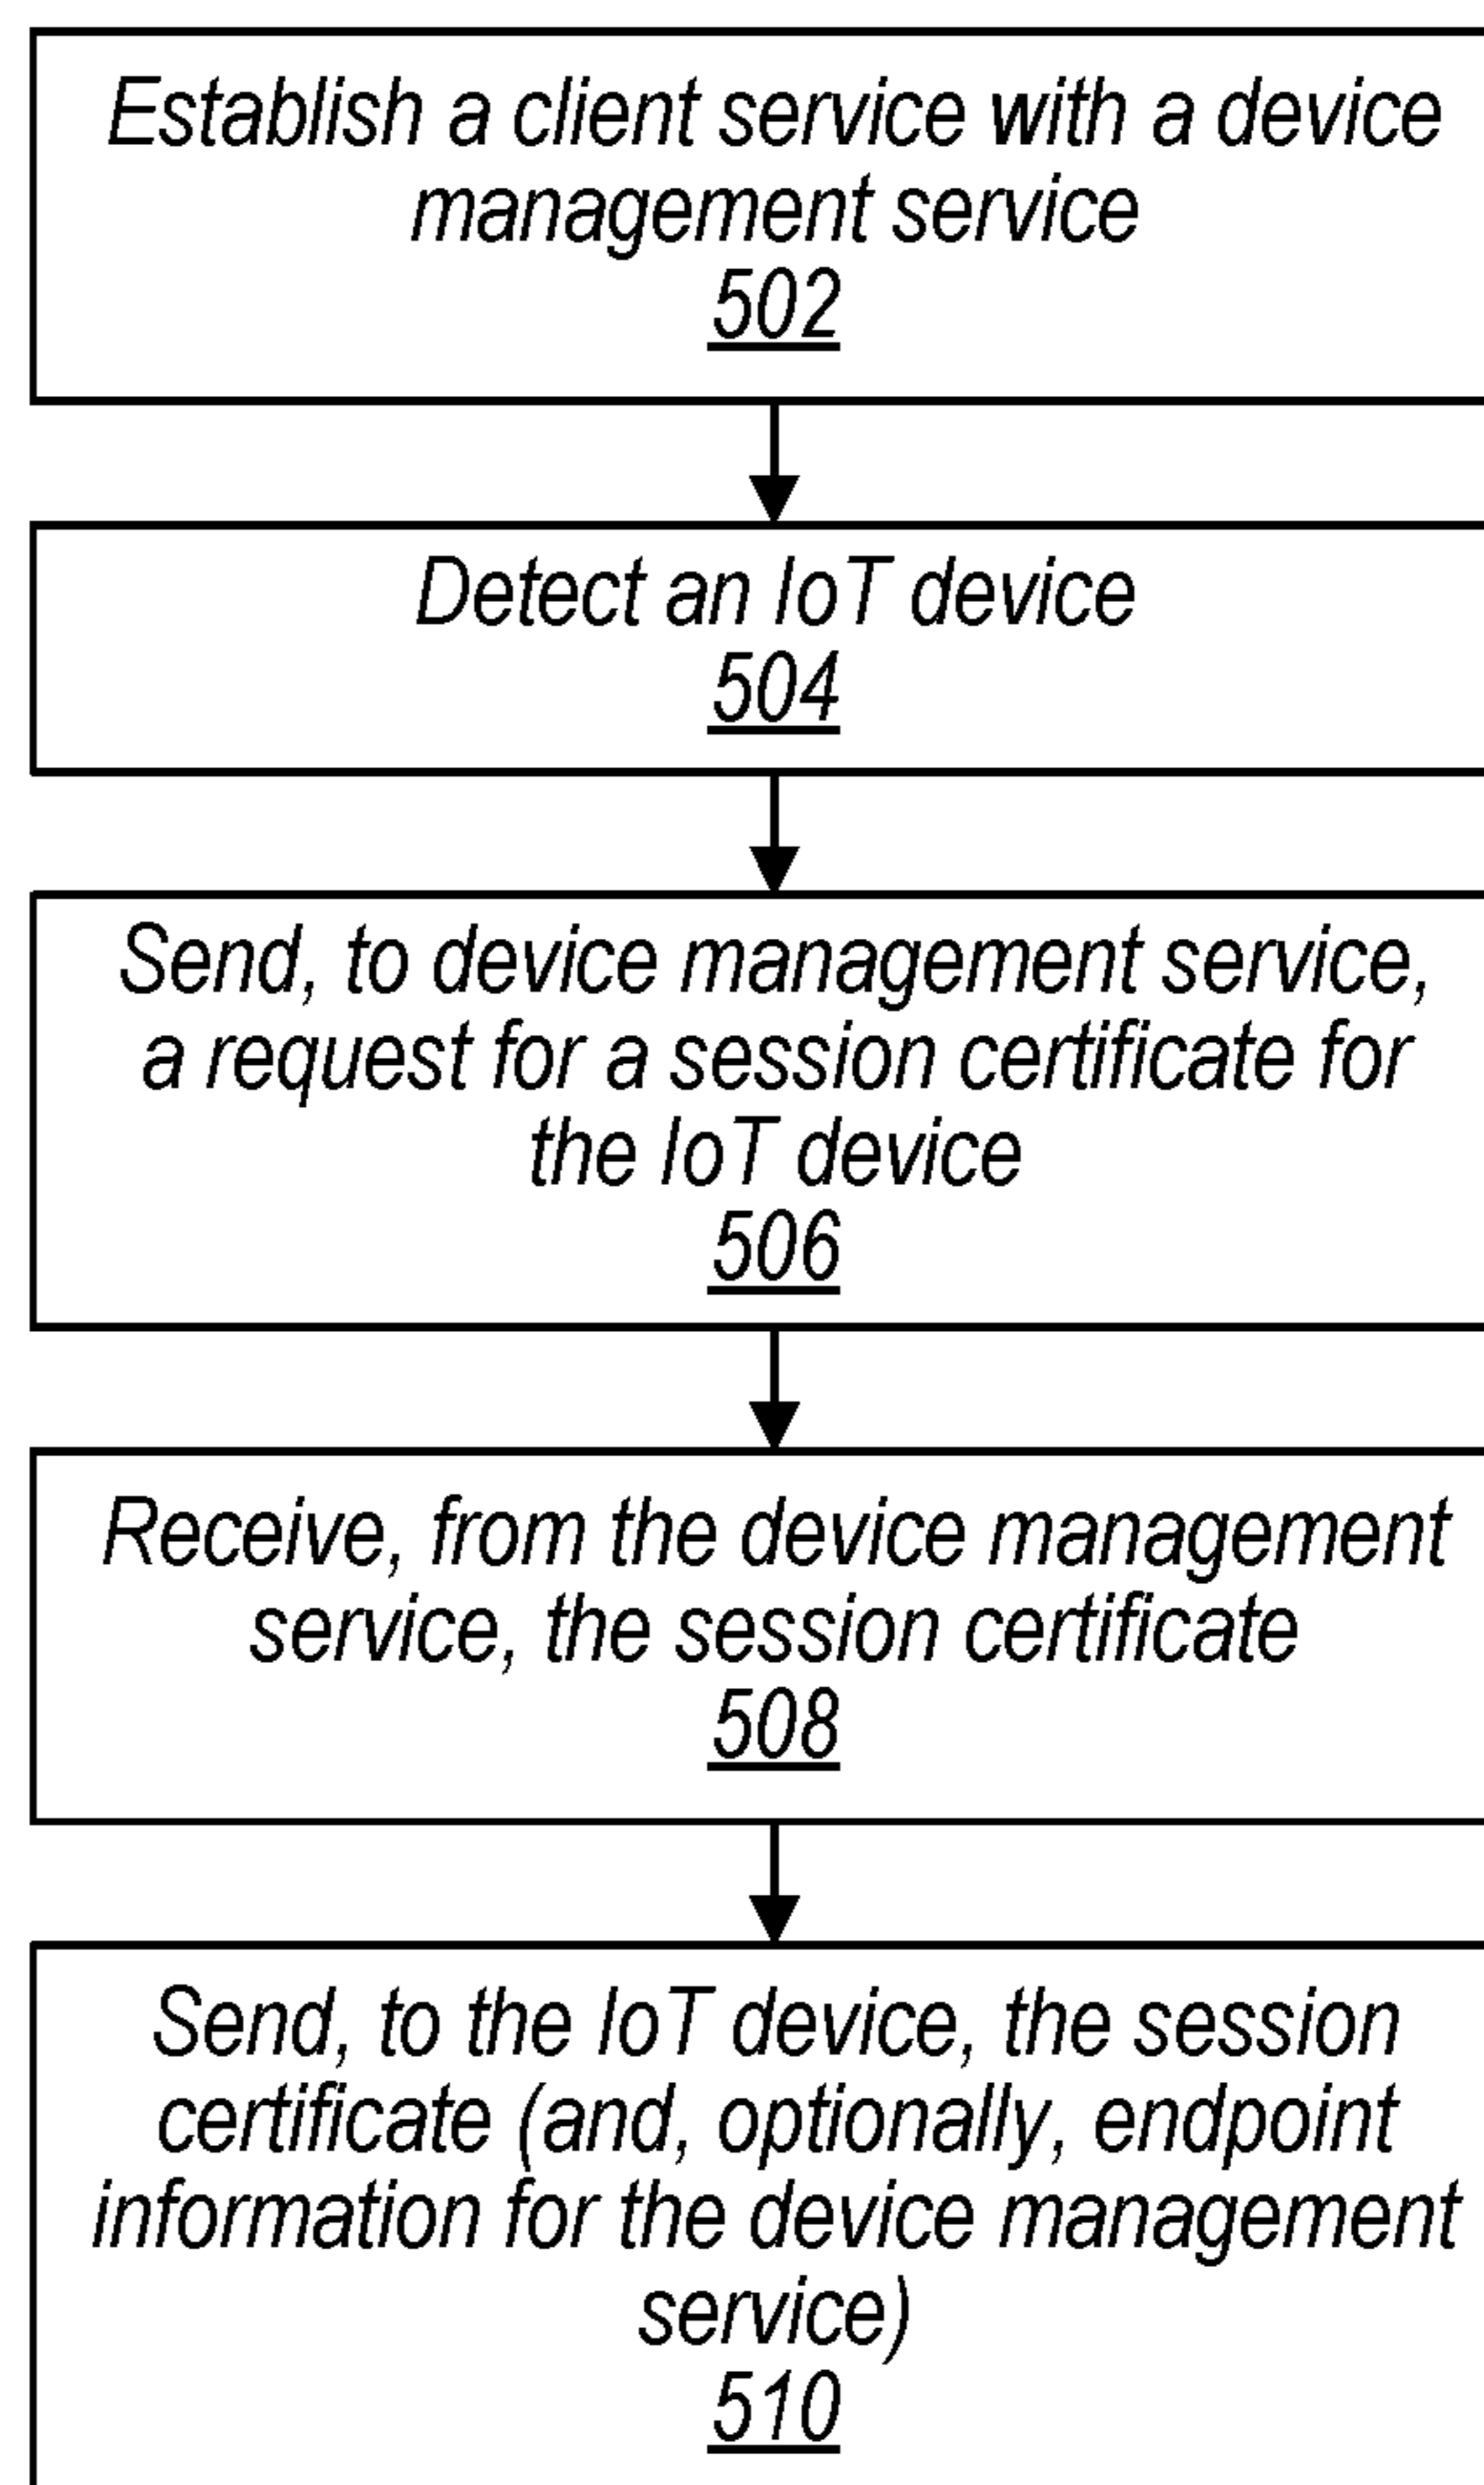 Establish a client service with a device
management service
502
Detect an IoT device
504
Send, to device management service,
a request for a session certificate for
the IoT device
506
Receive, from the device management
service, the session certificate
508
Send, to the IoT device, the session
certificate (and, optionally, endpoint
information for the device management
service)
510